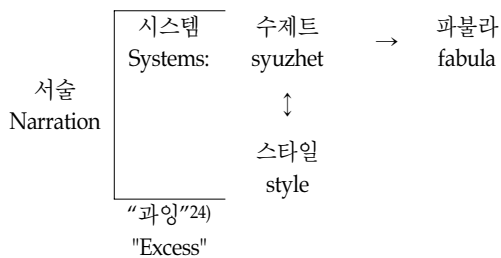 시스템 수제트 → 파불라
Systems: syuzhet fabula
서술
Narration
↕
스타일
style
“과잉”24)
"Excess"